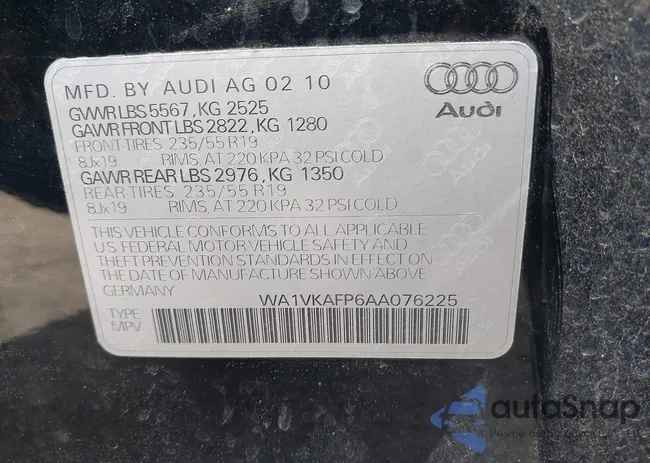 MFD. BY AUDI AG 02 10
GVWR LBS 5567, KG 2525
GAWR FRONT LBS 2822, KG 1280
FRONT-TIRES 235/55 R19
8Jx19 RIMS, AT 220 KPA 32 PSI COLD
GAWR REAR LBS 2976, KG 1350
REAR TIRES 235/55 R19
8Jx19 RIMS, AT 220 KPA 32 PSI COLD
Audi
THIS VEHICLE CONFORMS TO ALL APPLICABLE
U.S. FEDERAL MOTOR VEHICLE SAFETY AND
THEFT PREVENTION STANDARDS IN EFFECT ON
THE DATE OF MANUFACTURE SHOWN ABOVE.
GERMANY
WA1VKAFP6AA076225
TYPE
MPV
autoSnap
Pewne auto